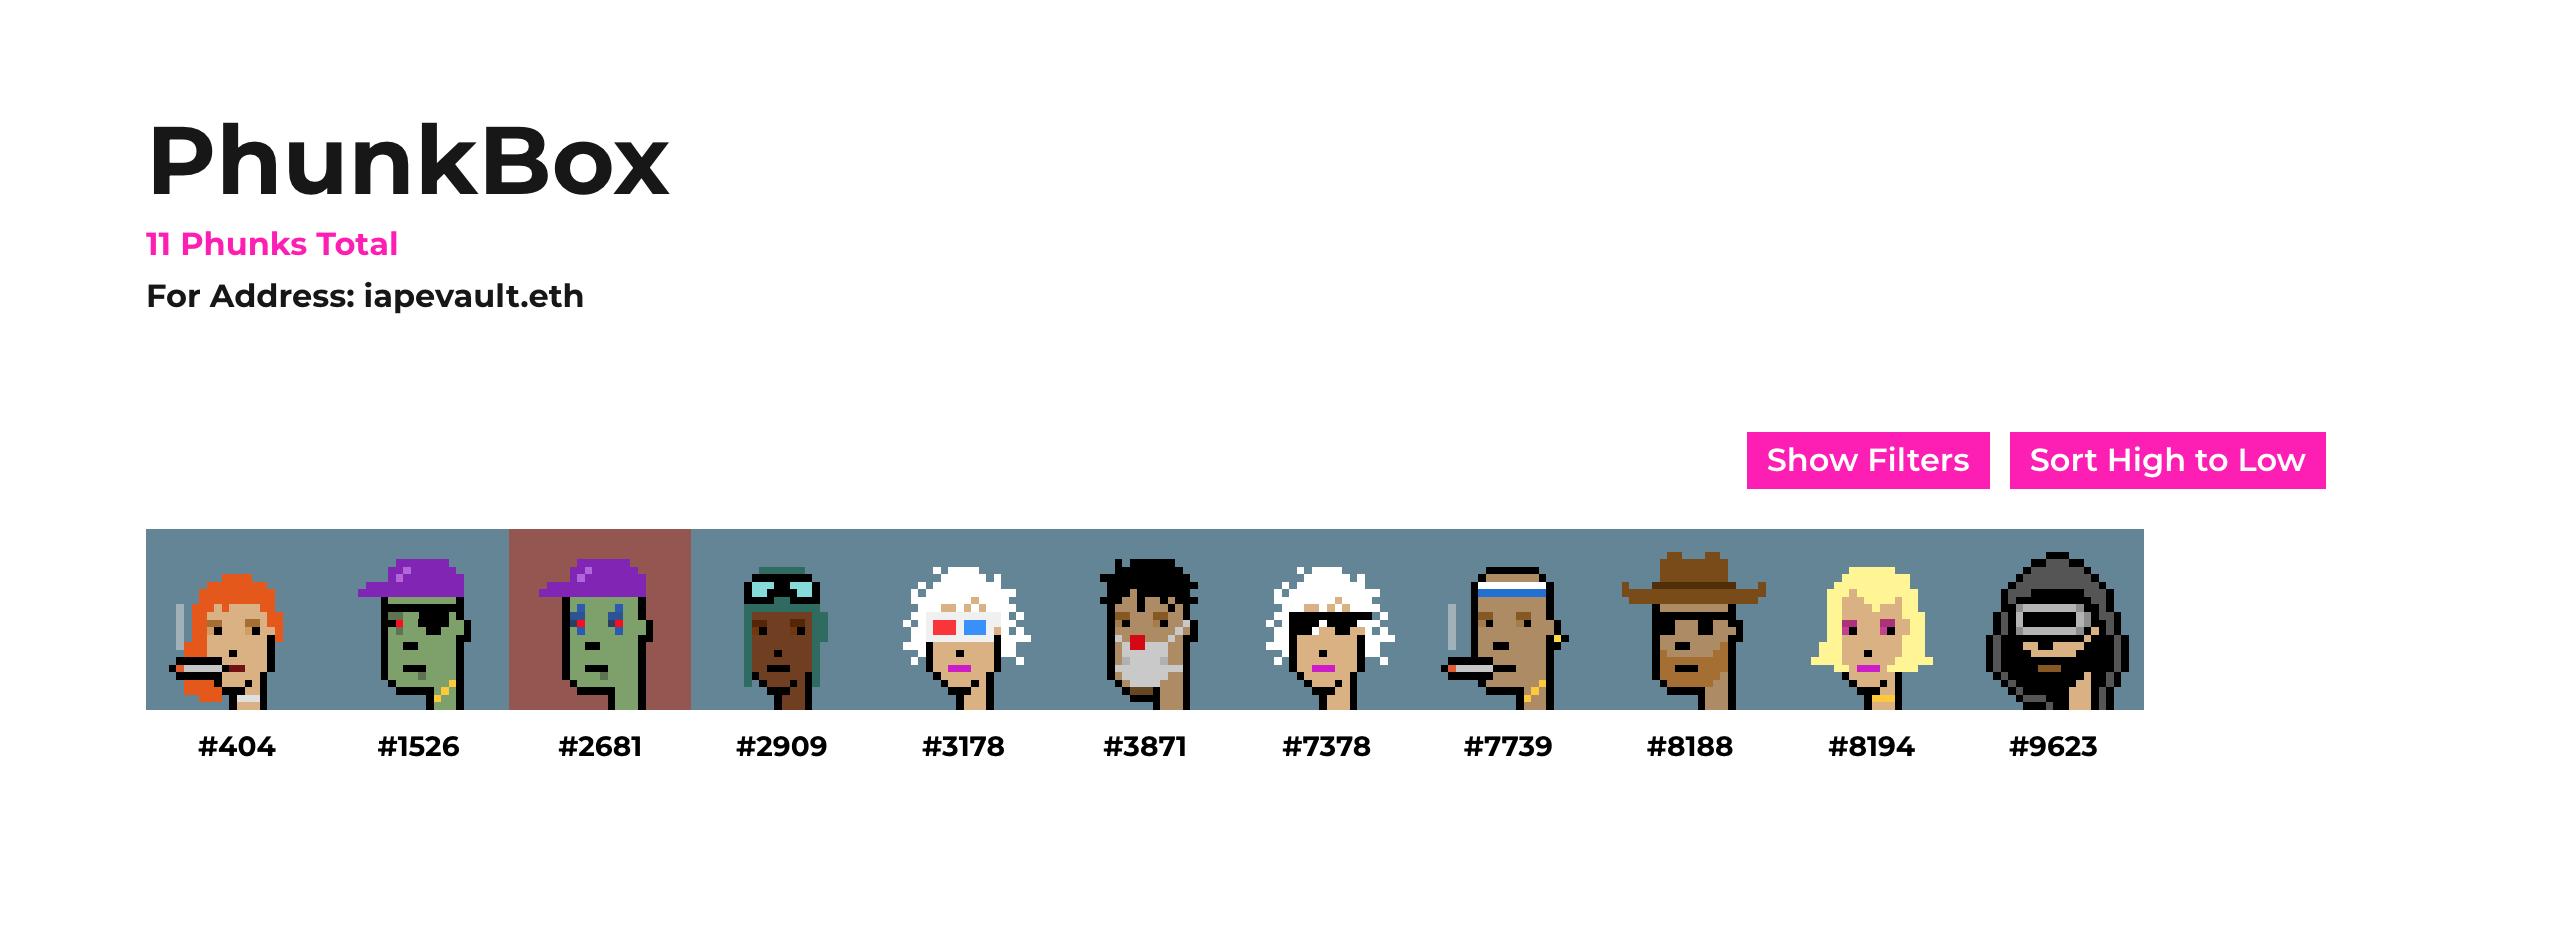 PhunkBox
11 Phunks Total
For Address: iapevault.eth
Show Filters
Sort High to Low
#404 #1526 #2681 #2909 #3178 #3871 #7378 #7739 #8188 #8194 #9623